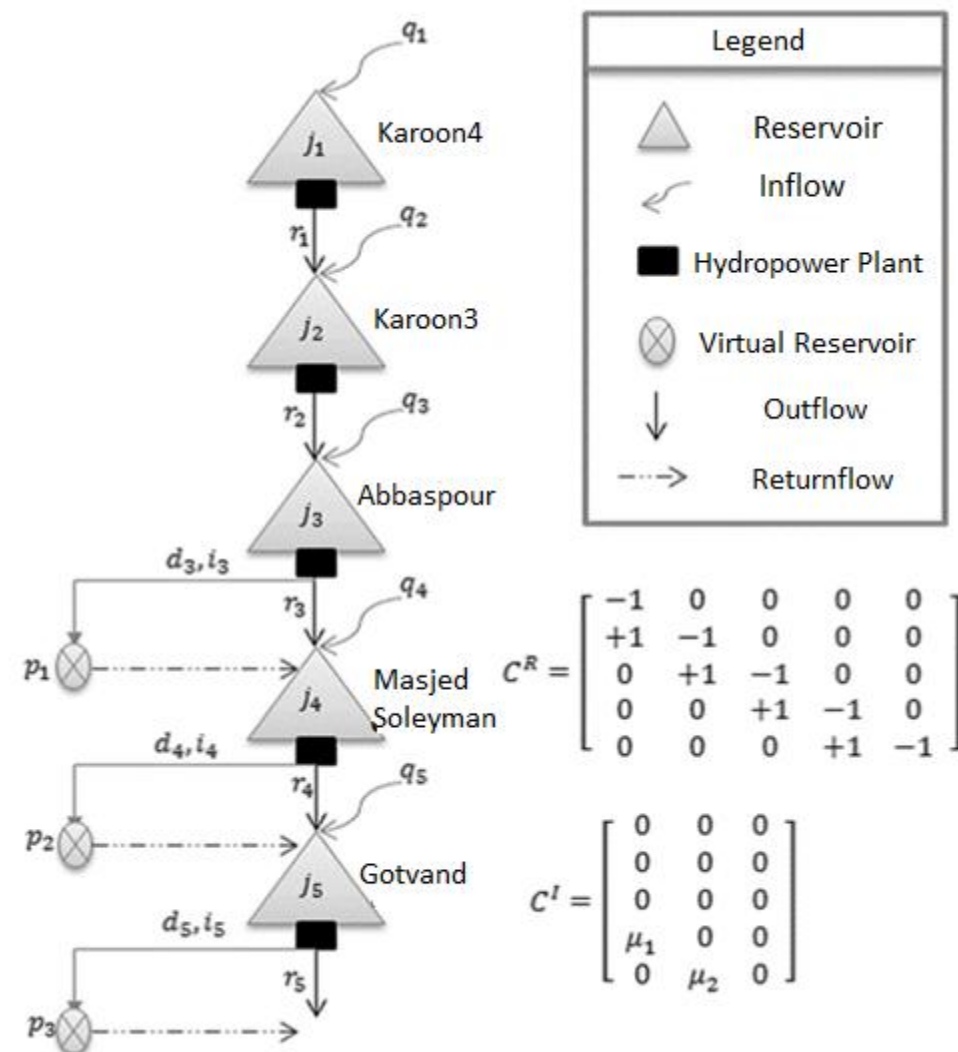 q₁
j₁
Karoon4
r₁
q₂
j₂
Karoon3
r₂
q₃
j₃
Abbaspour
d₃, i₃
r₃
q₄
p₁
j₄
Masjed
Soleyman
d₄, i₄
r₄
q₅
p₂
j₅
Gotvand
d₅, i₅
r₅
p₃
Legend
Reservoir
Inflow
Hydropower Plant
Virtual Reservoir
Outflow
Returnflow
C^R =
−1 0 0 0 0
+1 −1 0 0 0
0 +1 −1 0 0
0 0 +1 −1 0
0 0 0 +1 −1
C^I =
0 0 0
0 0 0
0 0 0
μ₁ 0 0
0 μ₂ 0